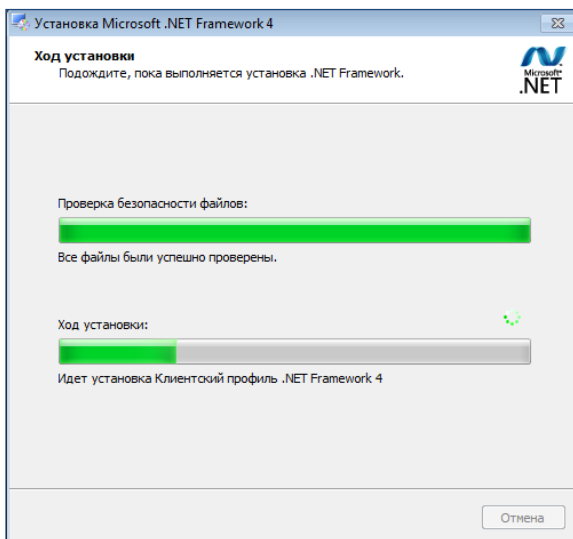 Установка Microsoft .NET Framework 4
Ход установки
Подождите, пока выполняется установка .NET Framework.
Microsoft
.NET
Проверка безопасности файлов:
Все файлы были успешно проверены.
Ход установки:
Идет установка Клиентский профиль .NET Framework 4
Отмена